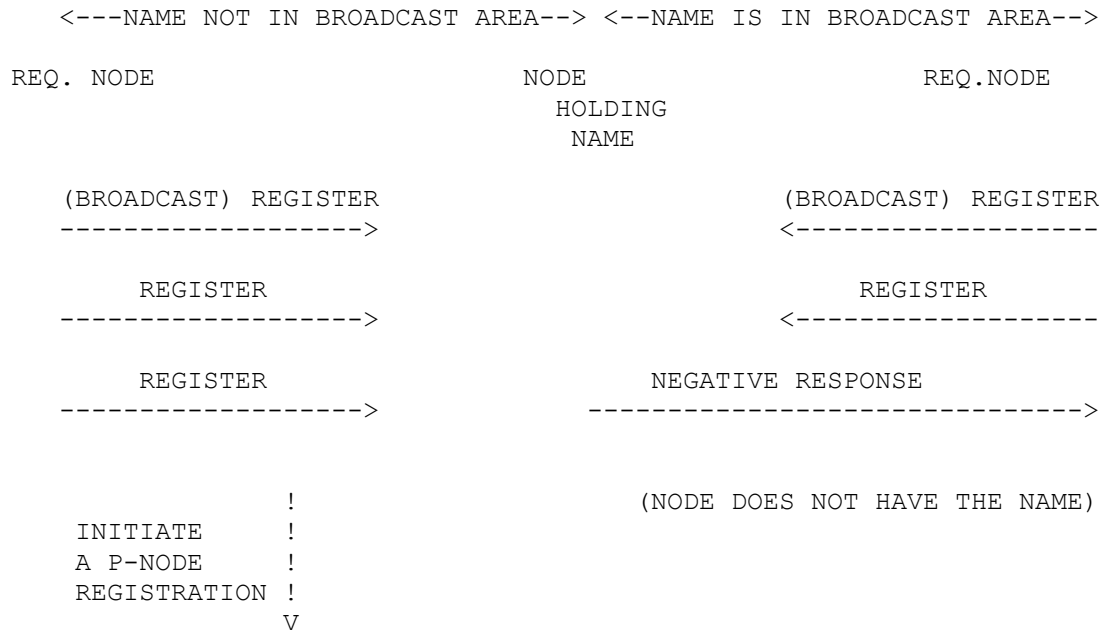 <---NAME NOT IN BROADCAST AREA--> <--NAME IS IN BROADCAST AREA-->
REQ. NODE NODE REQ.NODE
HOLDING
NAME
(BROADCAST) REGISTER (BROADCAST) REGISTER
-------------------> <-------------------
REGISTER REGISTER
-------------------> <-------------------
REGISTER NEGATIVE RESPONSE
-------------------> ------------------------------->
! (NODE DOES NOT HAVE THE NAME)
INITIATE !
A P-NODE !
REGISTRATION !
V